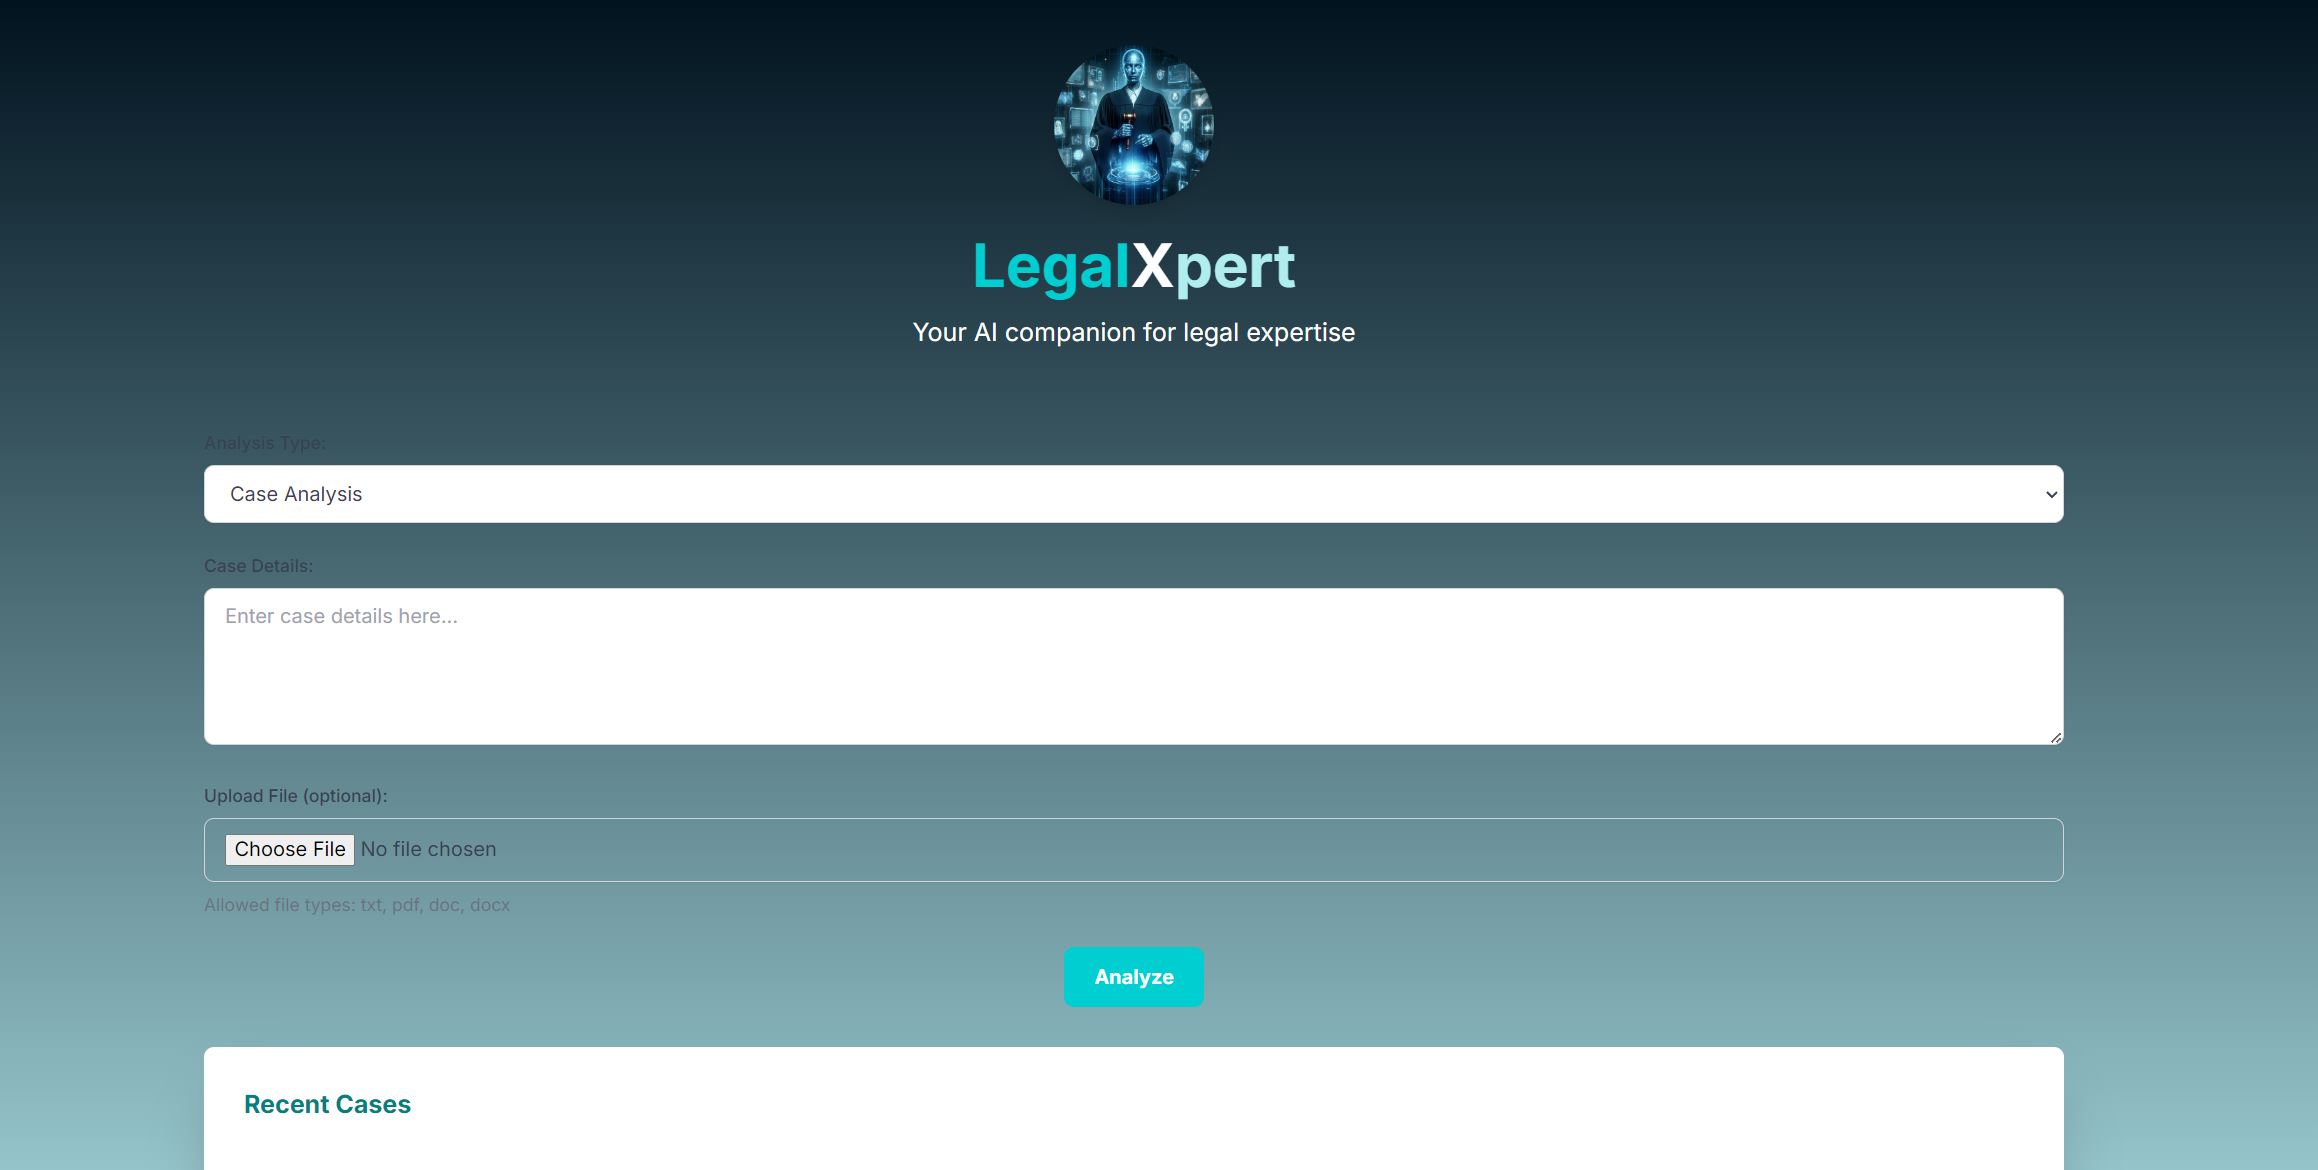 LegalXpert
Your AI companion for legal expertise
Analysis Type:
Case Analysis
Case Details:
Enter case details here...
Upload File (optional):
Choose File No file chosen
Allowed file types: txt, pdf, doc, docx
Analyze
Recent Cases